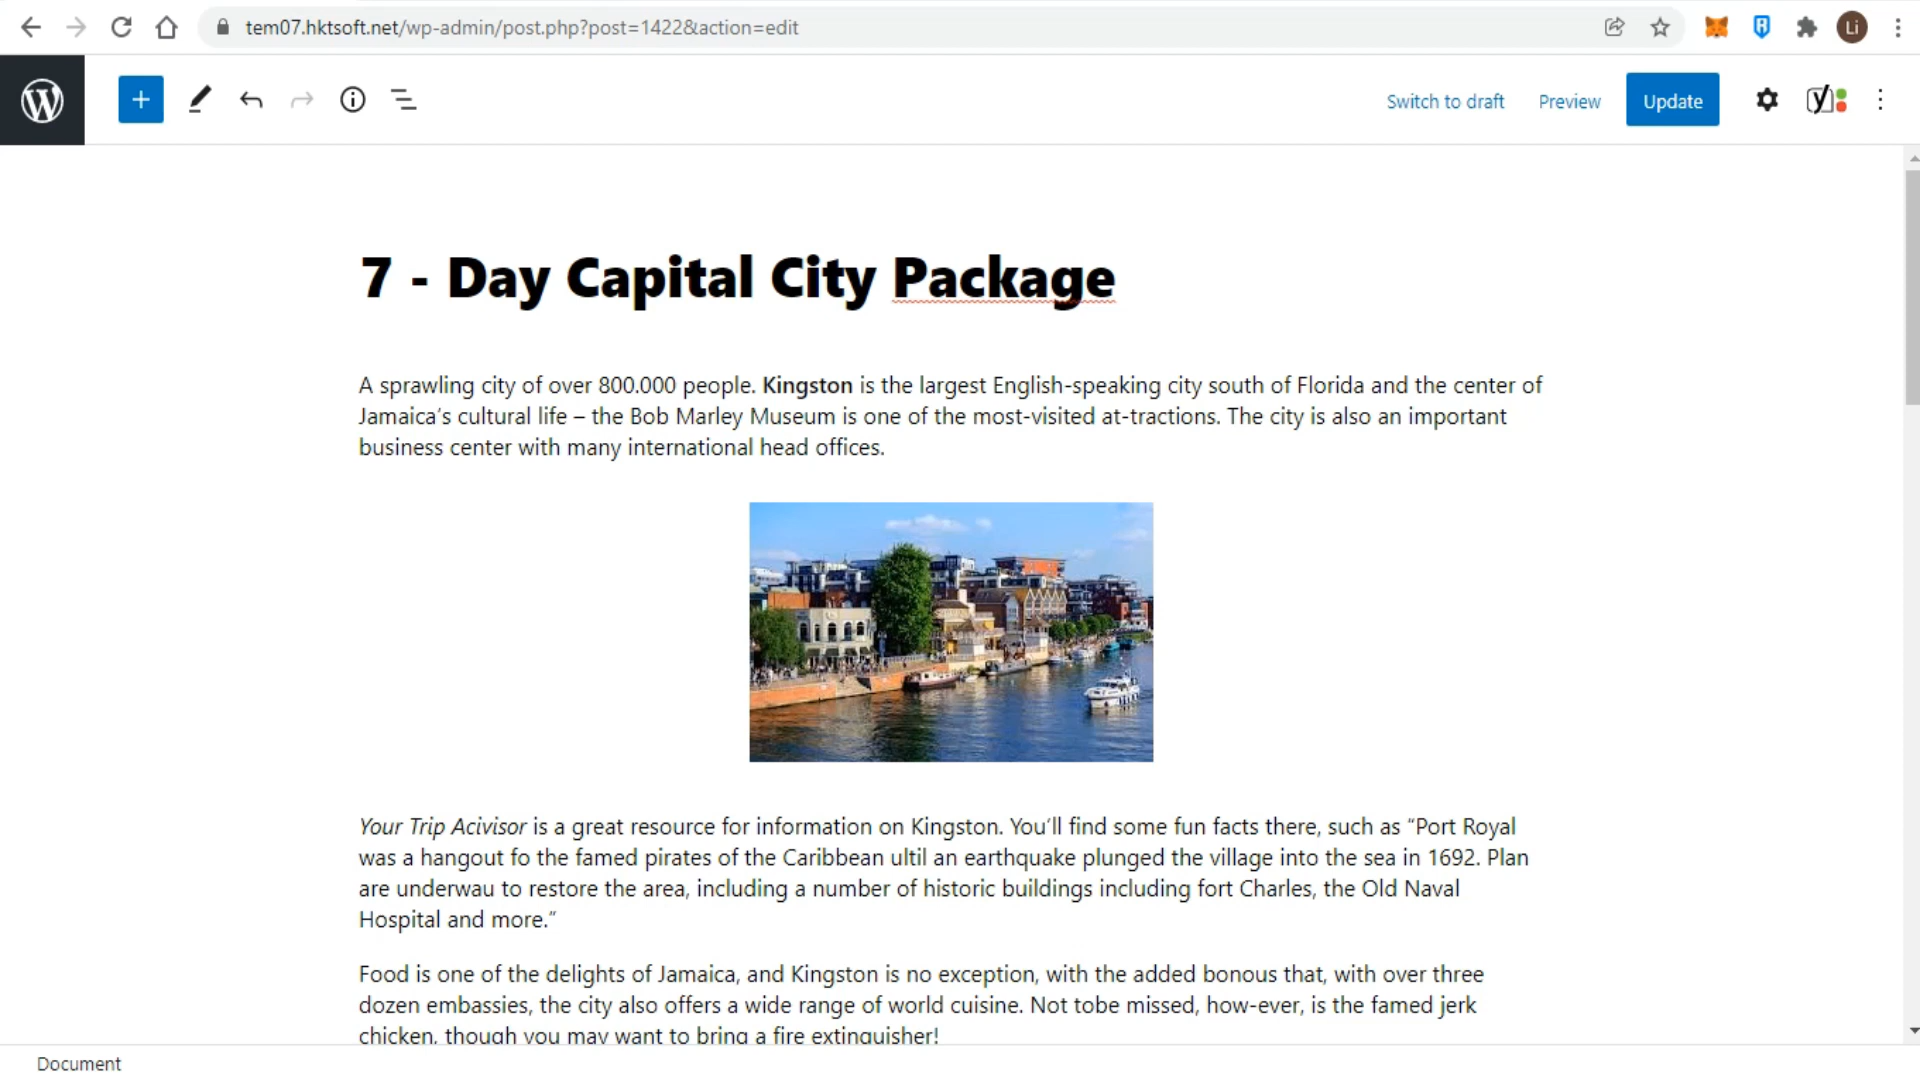 tem07.hktsoft.net/wp-admin/post.php?post=1422&action=edit
Li
Switch to draft
Preview
Update
7 - Day Capital City Package
A sprawling city of over 800.000 people. Kingston is the largest English-speaking city south of Florida and the center of
Jamaica’s cultural life – the Bob Marley Museum is one of the most-visited at-tractions. The city is also an important
business center with many international head offices.
Your Trip Acivisor is a great resource for information on Kingston. You’ll find some fun facts there, such as “Port Royal
was a hangout fo the famed pirates of the Caribbean ultil an earthquake plunged the village into the sea in 1692. Plan
are underwau to restore the area, including a number of historic buildings including fort Charles, the Old Naval
Hospital and more.”
Food is one of the delights of Jamaica, and Kingston is no exception, with the added bonous that, with over three
dozen embassies, the city also offers a wide range of world cuisine. Not tobe missed, how-ever, is the famed jerk
chicken, though you may want to bring a fire extinguisher!
Document